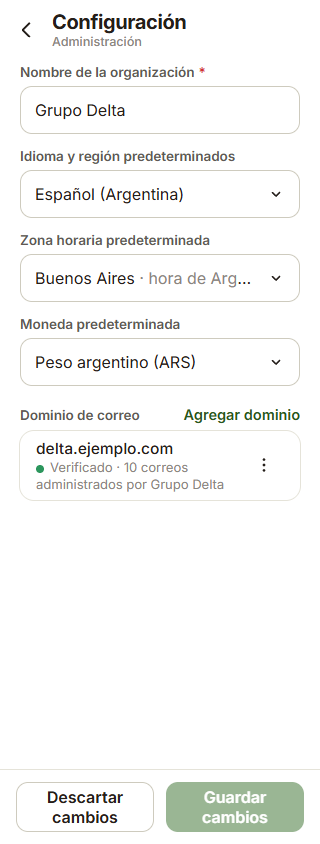 Configuración
Administración
Nombre de la organización *
Grupo Delta
Idioma y región predeterminados
Español (Argentina)
Zona horaria predeterminada
Buenos Aires · hora de Arg...
Moneda predeterminada
Peso argentino (ARS)
Dominio de correo Agregar dominio
delta.ejemplo.com
Verificado · 10 correos
administrados por Grupo Delta
Descartar
cambios
Guardar
cambios